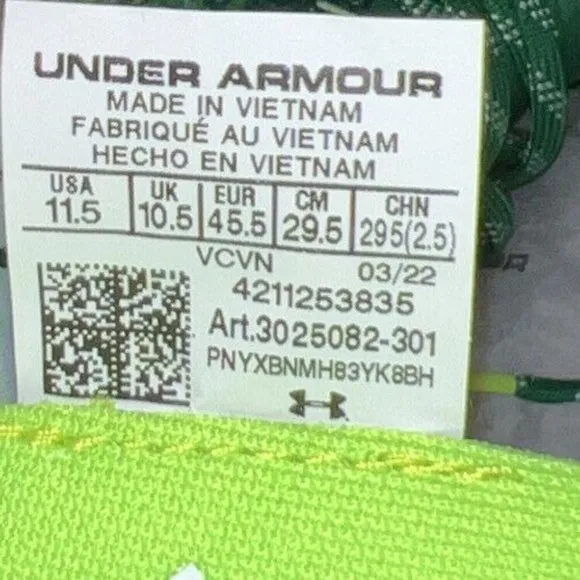 UNDER ARMOUR
MADE IN VIETNAM
FABRIQUÉ AU VIETNAM
HECHO EN VIETNAM
USA UK EUR CM CHN
11.5 10.5 45.5 29.5 295(2.5)
VCVN 03/22
4211253835
Art.3025082-301
PNYXBNMH83YK8BH